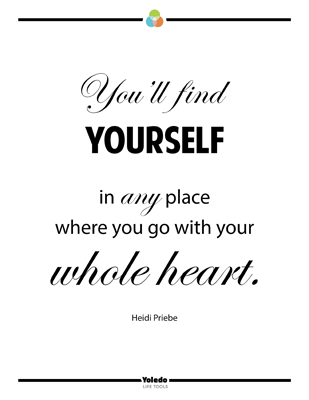 You'll find
YOURSELF
in any place
where you go with your
whole heart.
Heidi Priebe
Yoledo
LIFE TOOLS